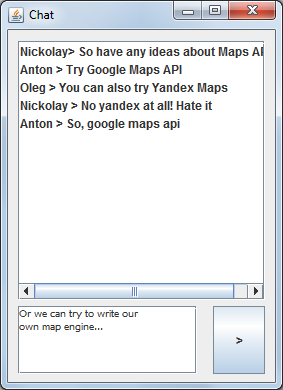 Chat
Nickolay> So have any ideas about Maps
Anton > Try Google Maps API
Oleg > You can also try Yandex Maps
Nickolay > No yandex at all! Hate it
Anton > So, google maps api
Or we can try to write our
own map engine...
>